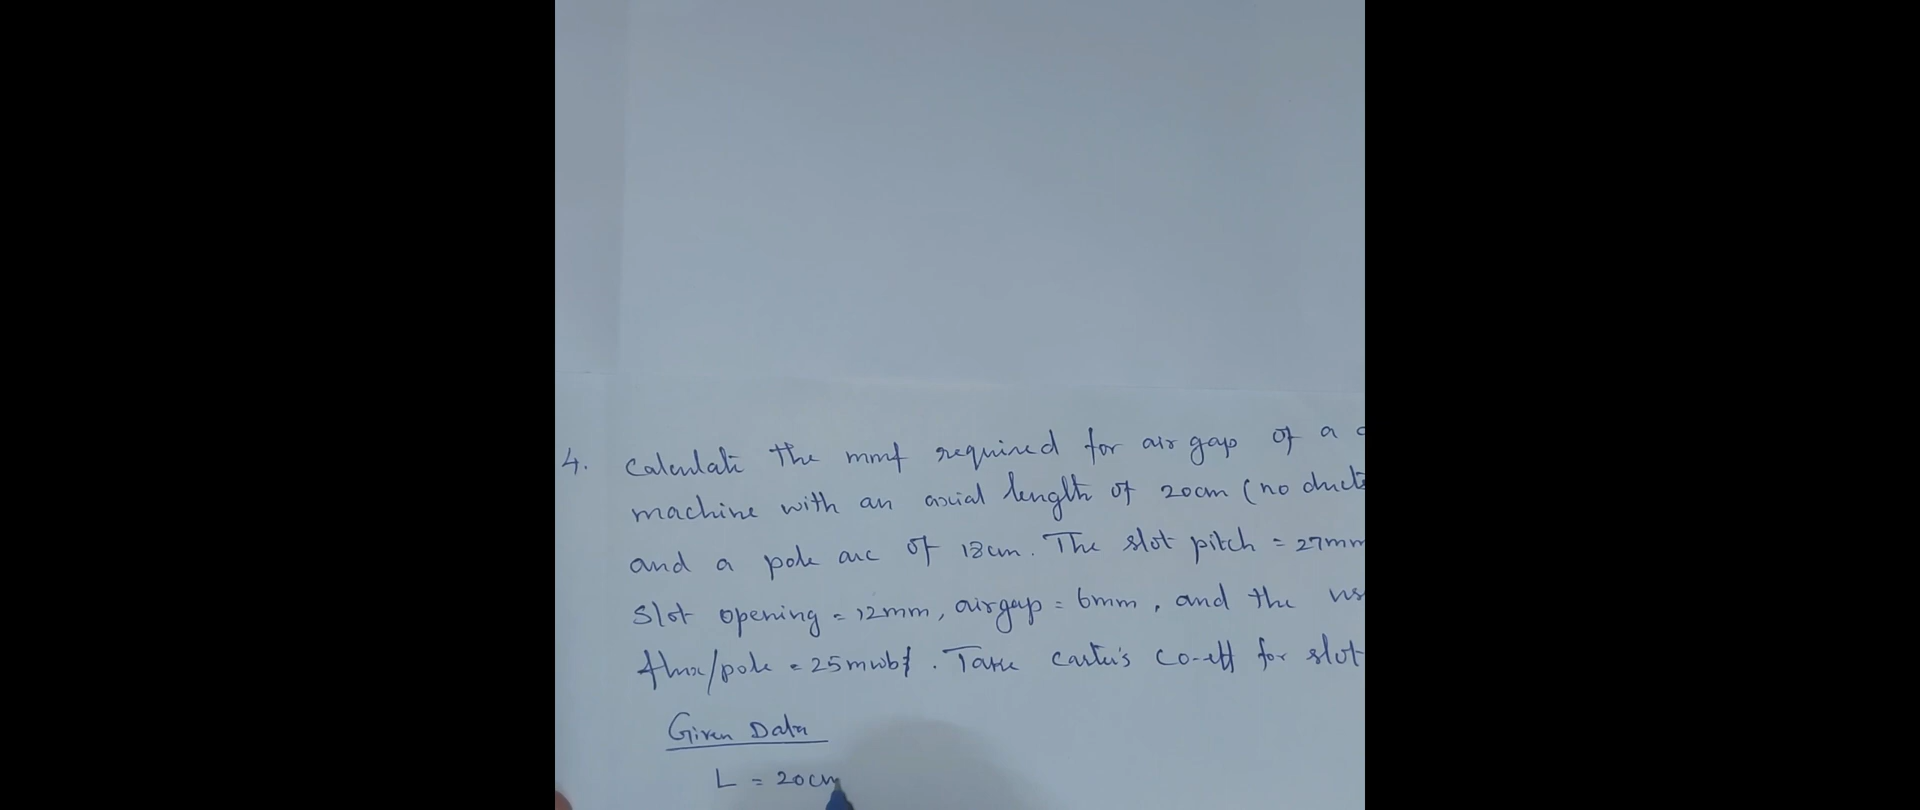 4. Calculate the mmf required for air gap of a
machine with an axial length of 20cm (no ducts
and a pole arc of 18cm. The slot pitch = 27mm
slot opening = 12mm, airgap = 6mm, and the
flux/pole = 25mwbf. Take carter's co-eff for slot
Given Data
L = 20cm